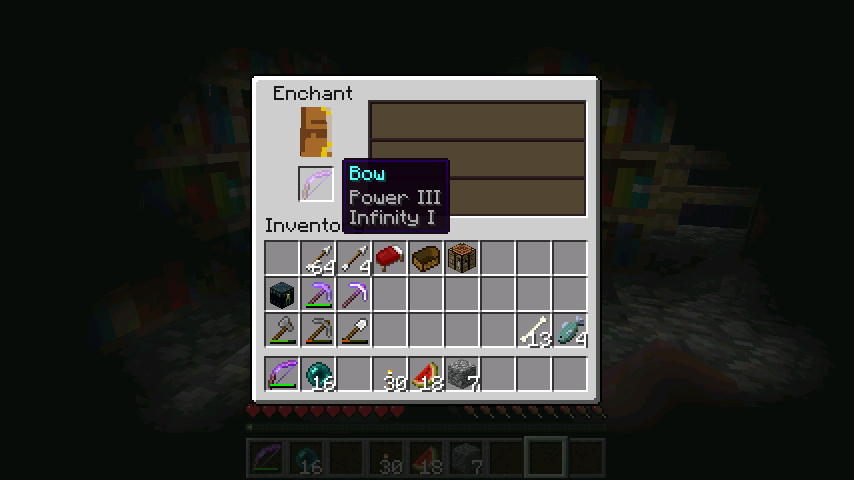 Enchant
Bow
Power III
Infinity I
Invento
64 4
13 4
16 30 18 7
16 30 18 7